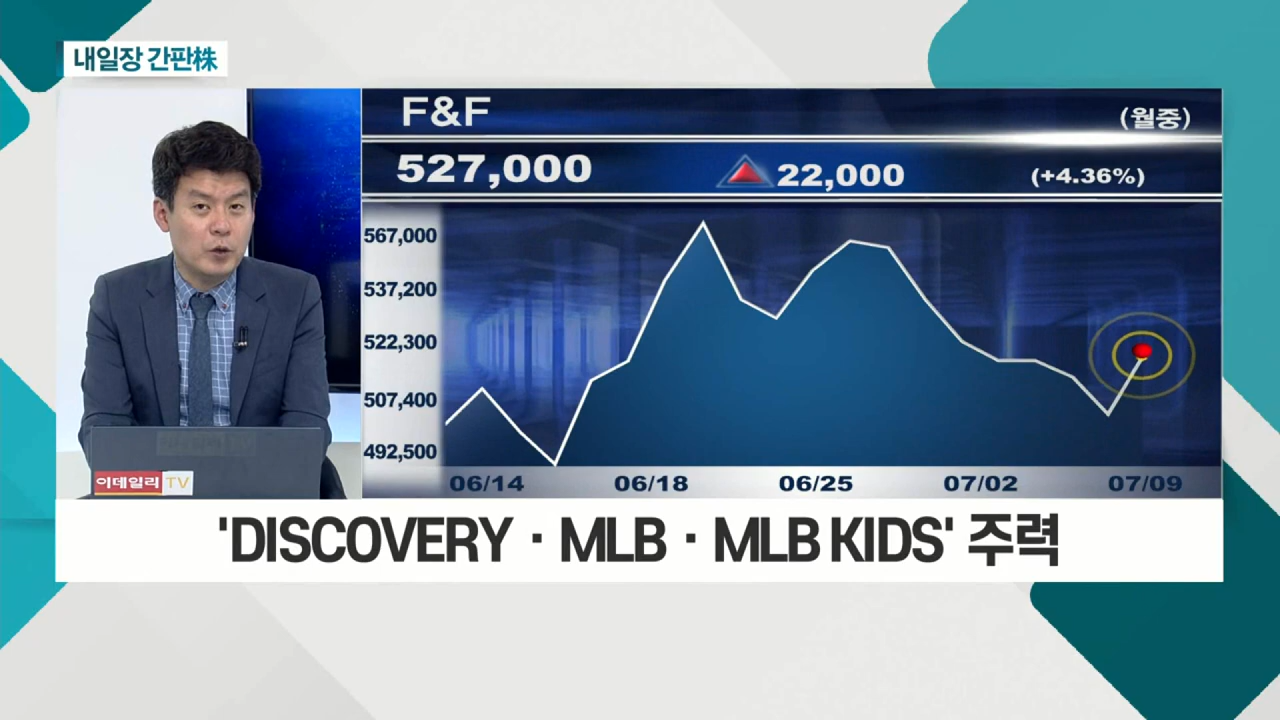 내일장 간판株
F&F
(월중)
527,000 22,000 (+4.36%)
567,000
537,200
522,300
507,400
492,500
06/14 06/18 06/25 07/02 07/09
이데일리TV
'DISCOVERY · MLB · MLB KIDS' 주력